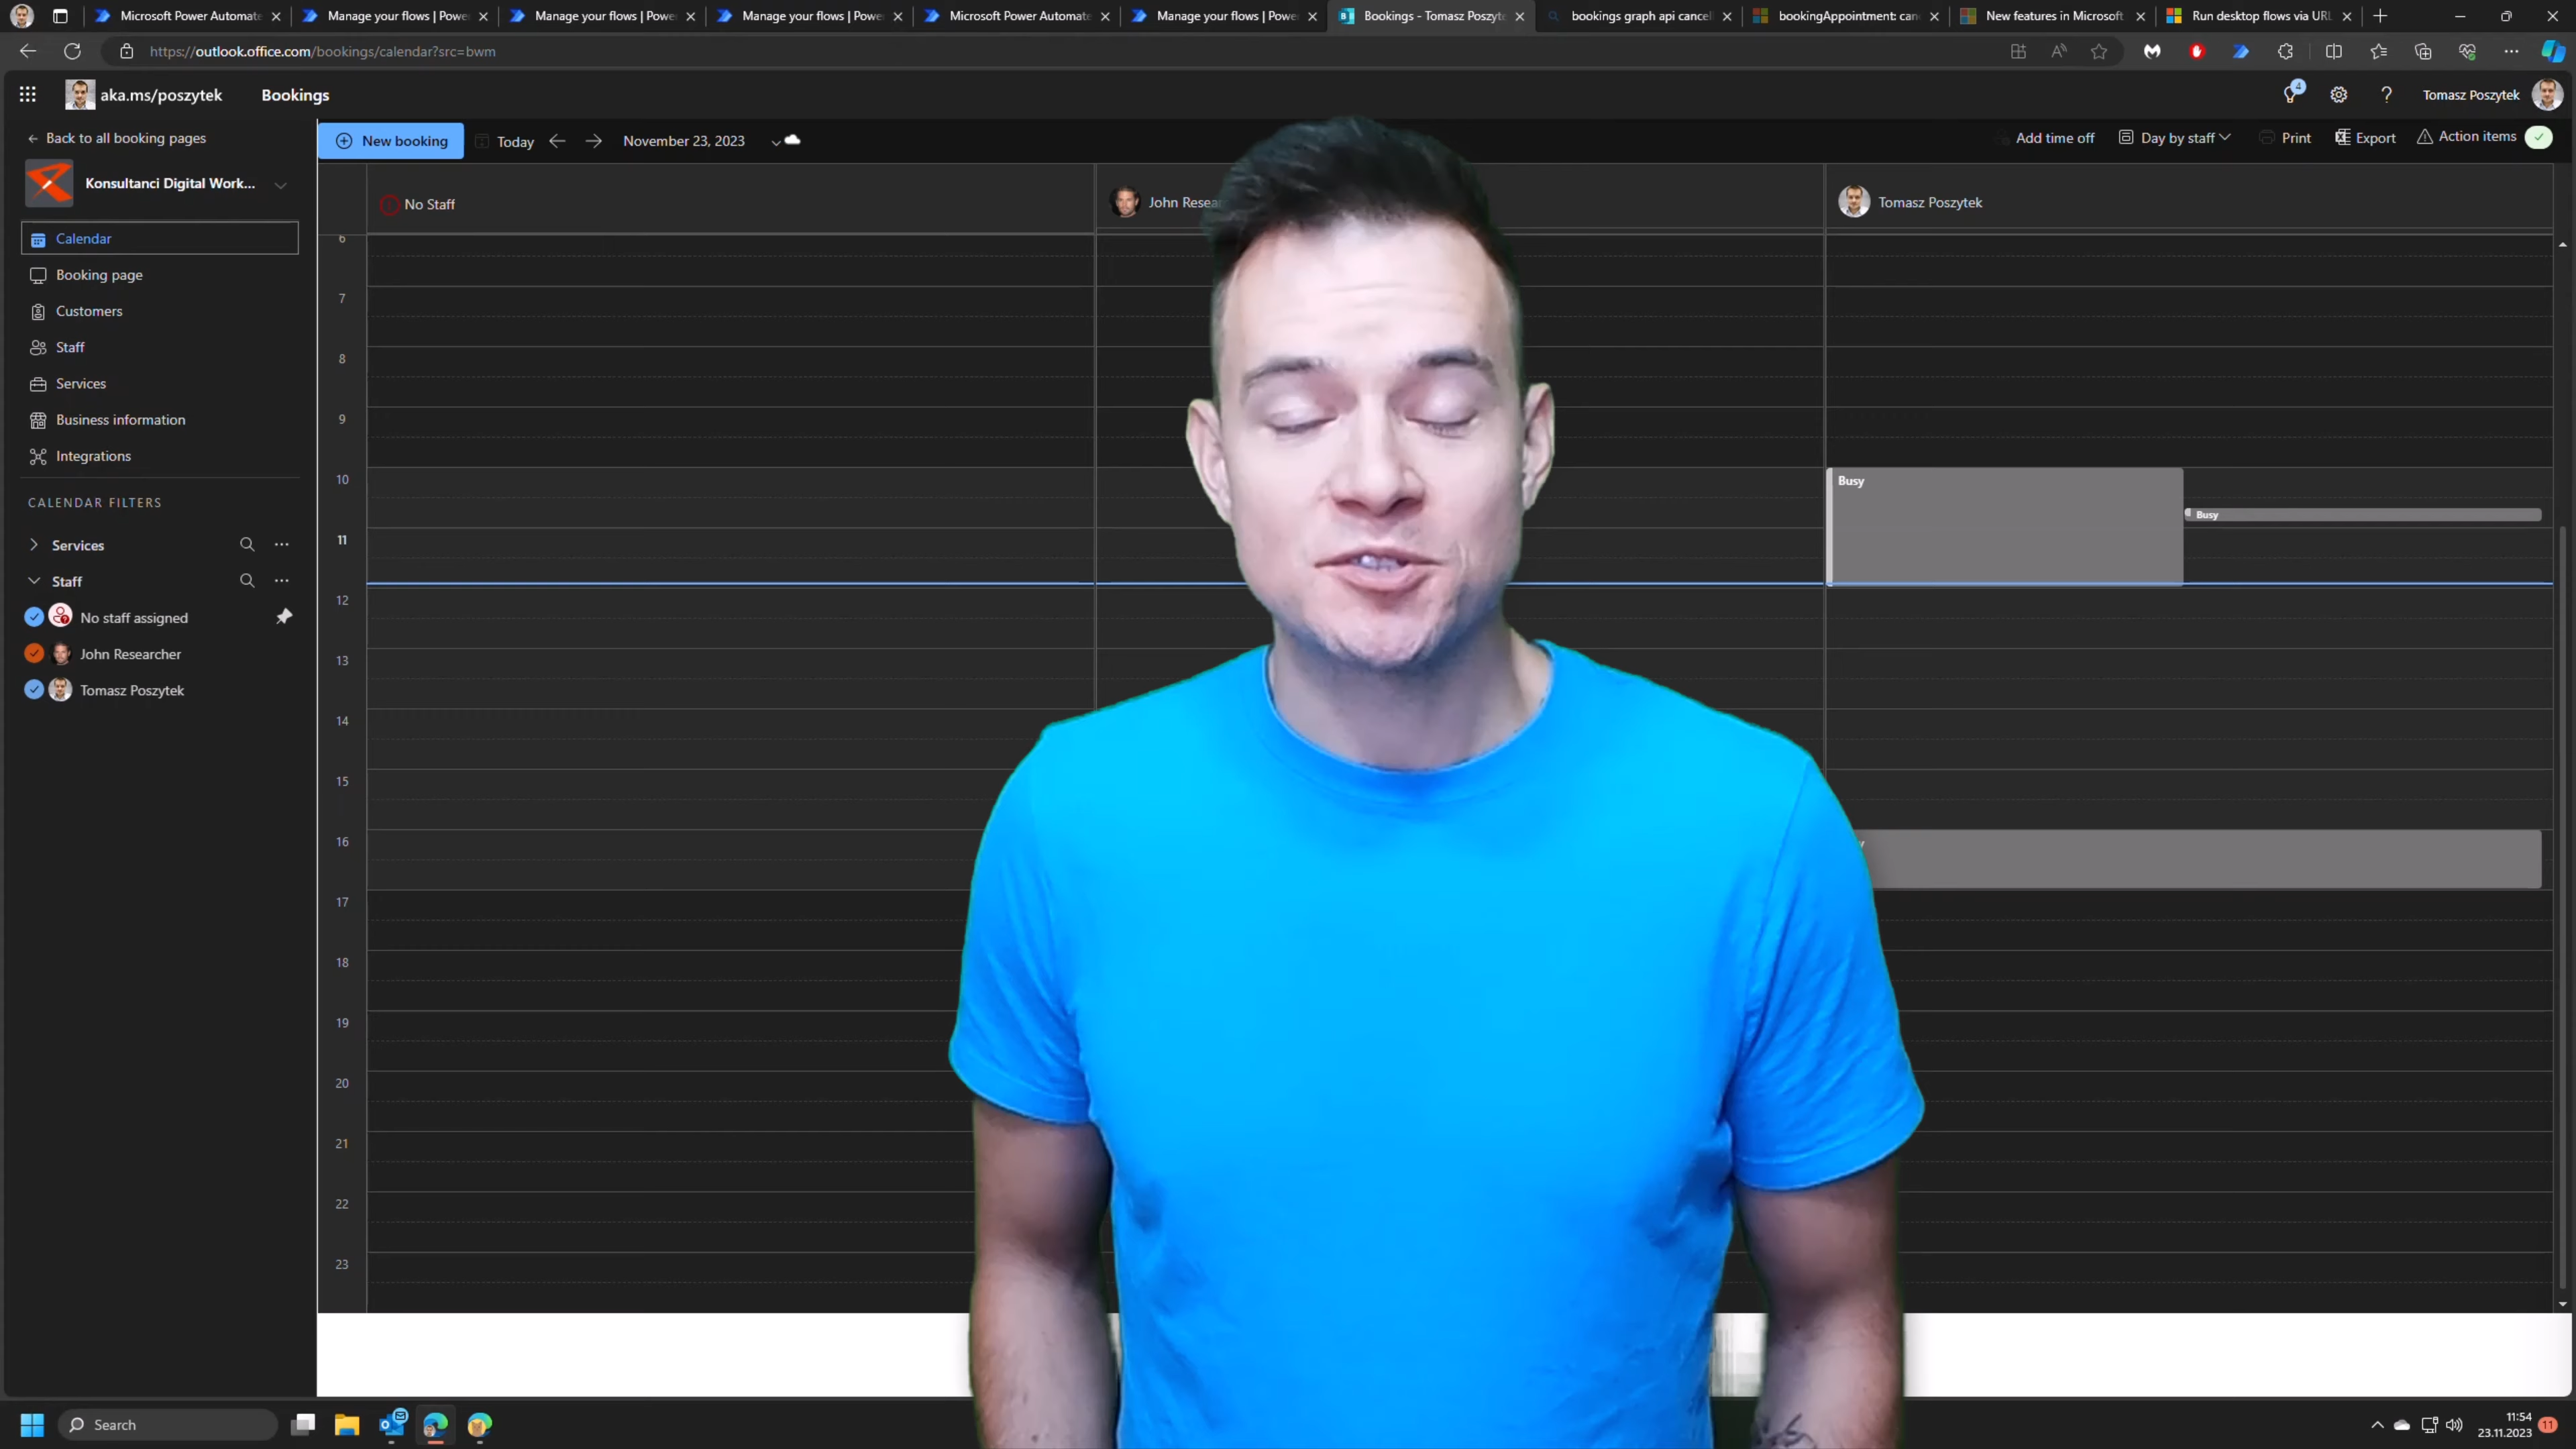 Microsoft Power Automate
Manage your flows | Powe
Manage your flows | Powe
Manage your flows | Powe
Microsoft Power Automate
Manage your flows | Powe
Bookings - Tomasz Poszyte
bookings graph api cancel
bookingAppointment: can
New features in Microsoft
Run desktop flows via URL
https://outlook.office.com/bookings/calendar?src=bwm
aka.ms/poszytek
Bookings
4
Tomasz Poszytek
Back to all booking pages
New booking
Today
November 23, 2023
Add time off
Day by staff
Print
Export
Action items
Konsultanci Digital Work...
No Staff
John Resear
Tomasz Poszytek
Calendar
Booking page
Customers
Staff
Services
Business information
Integrations
CALENDAR FILTERS
Services
Staff
No staff assigned
John Researcher
Tomasz Poszytek
6
7
8
9
10
11
12
13
14
15
16
17
18
19
20
21
22
23
Busy
Busy
Search
11:54
23.11.2023
11